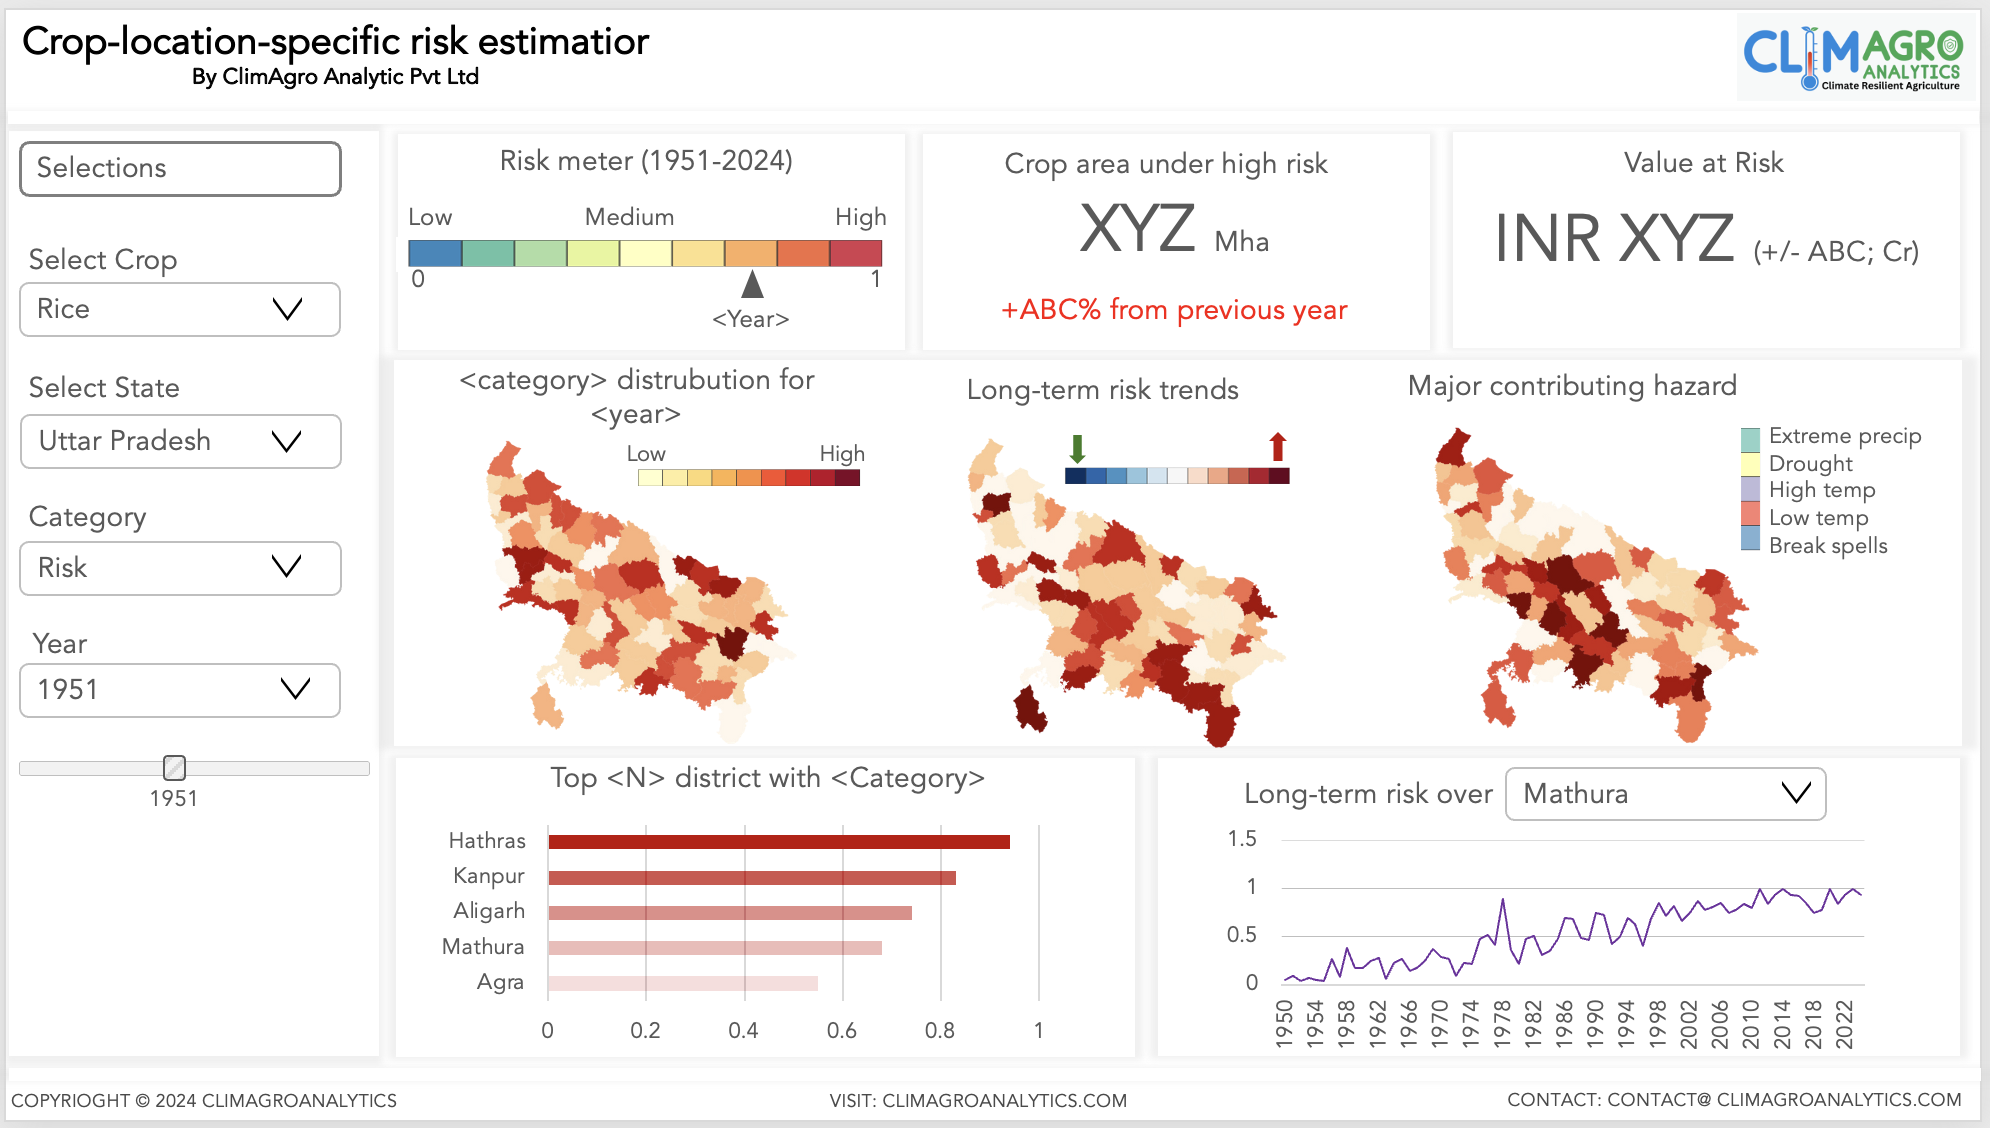 Crop-location-specific risk estimatior
By ClimAgro Analytic Pvt Ltd
CLIMAGRO
ANALYTICS
Climate Resilient Agriculture
Selections
Select Crop
Rice
Select State
Uttar Pradesh
Category
Risk
Year
1951
1951
Risk meter (1951-2024)
Low Medium High
0 1
<Year>
Crop area under high risk
XYZ Mha
+ABC% from previous year
Value at Risk
INR XYZ (+/- ABC; Cr)
<category> distrubution for
<year>
Low High
Long-term risk trends
Major contributing hazard
Extreme precip
Drought
High temp
Low temp
Break spells
Top <N> district with <Category>
Hathras
Kanpur
Aligarh
Mathura
Agra
0 0.2 0.4 0.6 0.8 1
Long-term risk over Mathura
1.5
1
0.5
0
1950 1954 1958 1962 1966 1970 1974 1978 1982 1986 1990 1994 1998 2002 2006 2010 2014 2018 2022
COPYRIOGHT © 2024 CLIMAGROANALYTICS
VISIT: CLIMAGROANALYTICS.COM
CONTACT: CONTACT@ CLIMAGROANALYTICS.COM